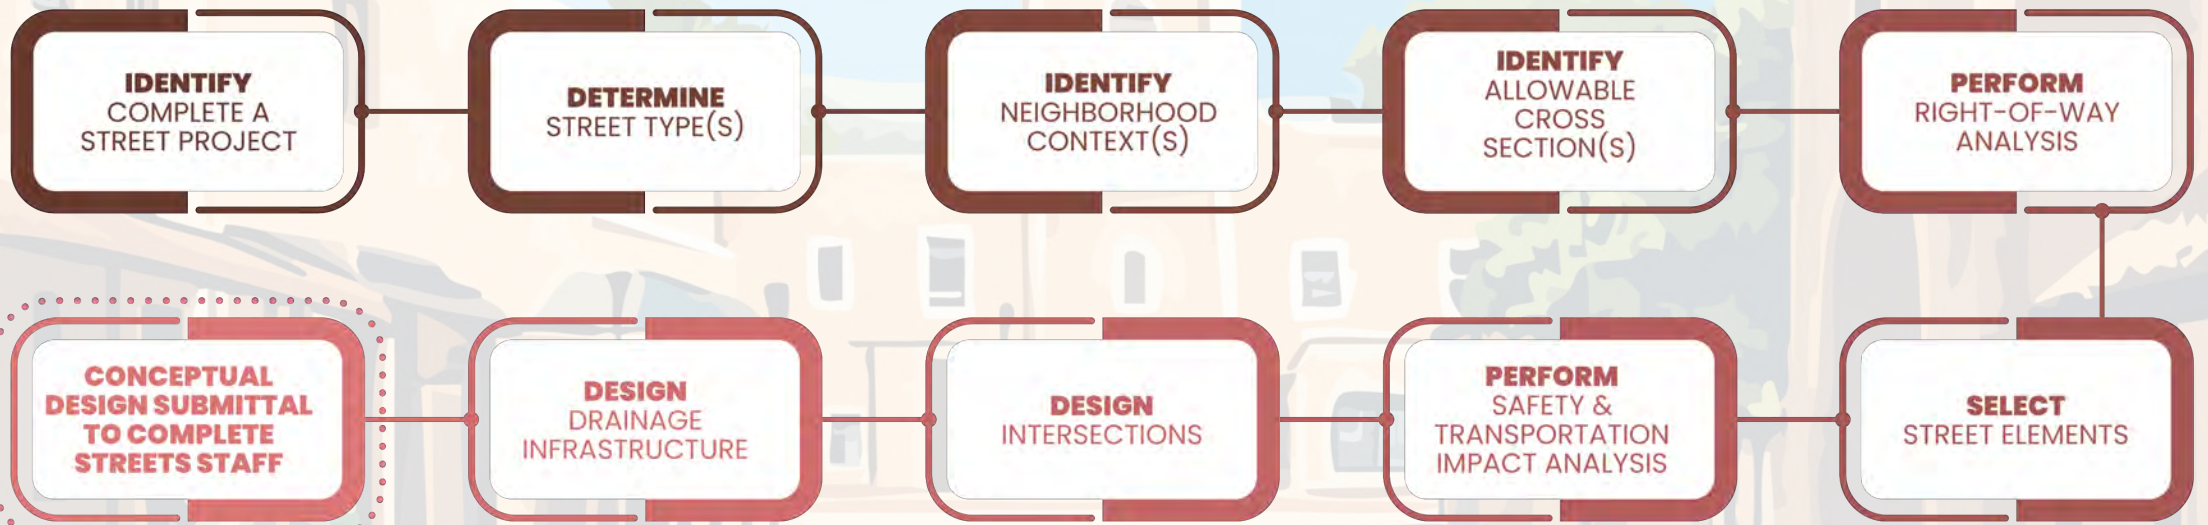 IDENTIFY
COMPLETE A
STREET PROJECT
DETERMINE
STREET TYPE(S)
IDENTIFY
NEIGHBORHOOD
CONTEXT(S)
IDENTIFY
ALLOWABLE
CROSS
SECTION(S)
PERFORM
RIGHT-OF-WAY
ANALYSIS
SELECT
STREET ELEMENTS
PERFORM
SAFETY &
TRANSPORTATION
IMPACT ANALYSIS
DESIGN
INTERSECTIONS
DESIGN
DRAINAGE
INFRASTRUCTURE
CONCEPTUAL
DESIGN SUBMITTAL
TO COMPLETE
STREETS STAFF